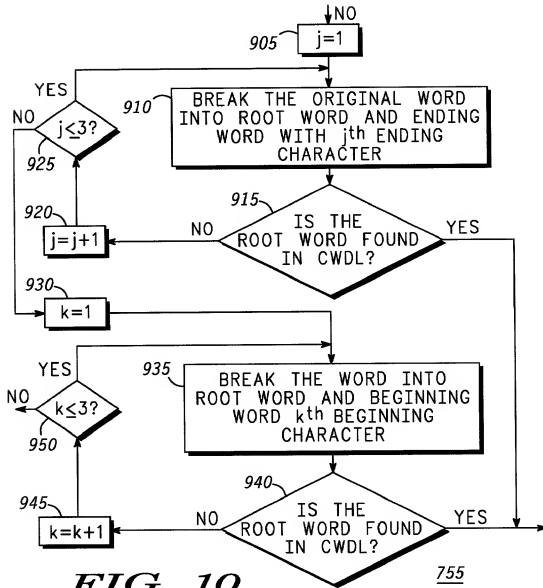 NO
905
j=1
YES
910
BREAK THE ORIGINAL WORD
INTO ROOT WORD AND ENDING
WORD WITH jth ENDING
CHARACTER
NO
j≤3?
925
915
IS THE
ROOT WORD FOUND
IN CWDL?
NO
YES
920
j=j+1
930
k=1
YES
935
BREAK THE WORD INTO
ROOT WORD AND BEGINNING
WORD kth BEGINNING
CHARACTER
NO
k≤3?
950
940
IS THE
ROOT WORD FOUND
IN CWDL?
NO
YES
945
k=k+1
755